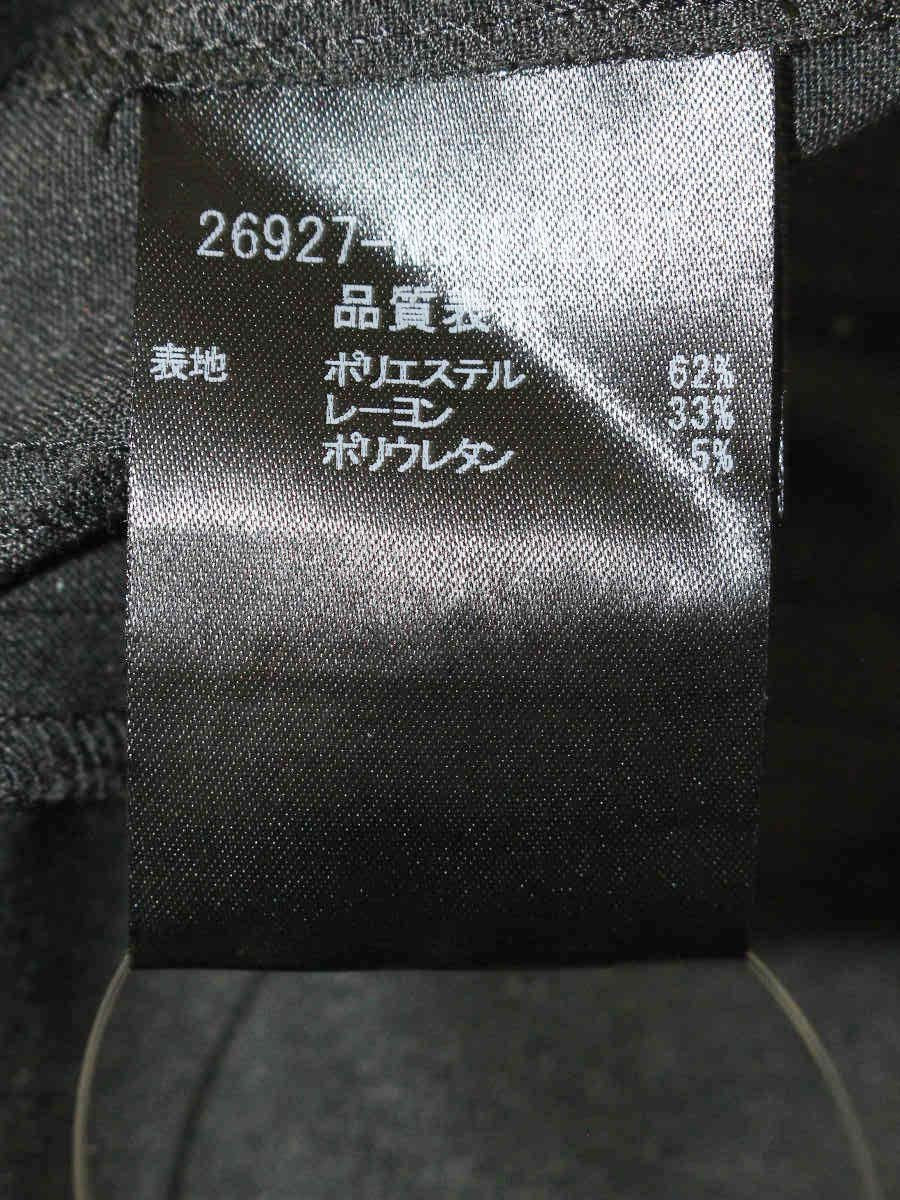 26927-
品質表示
表地 ポリエステル 62%
レーヨン 33%
ポリウレタン 5%